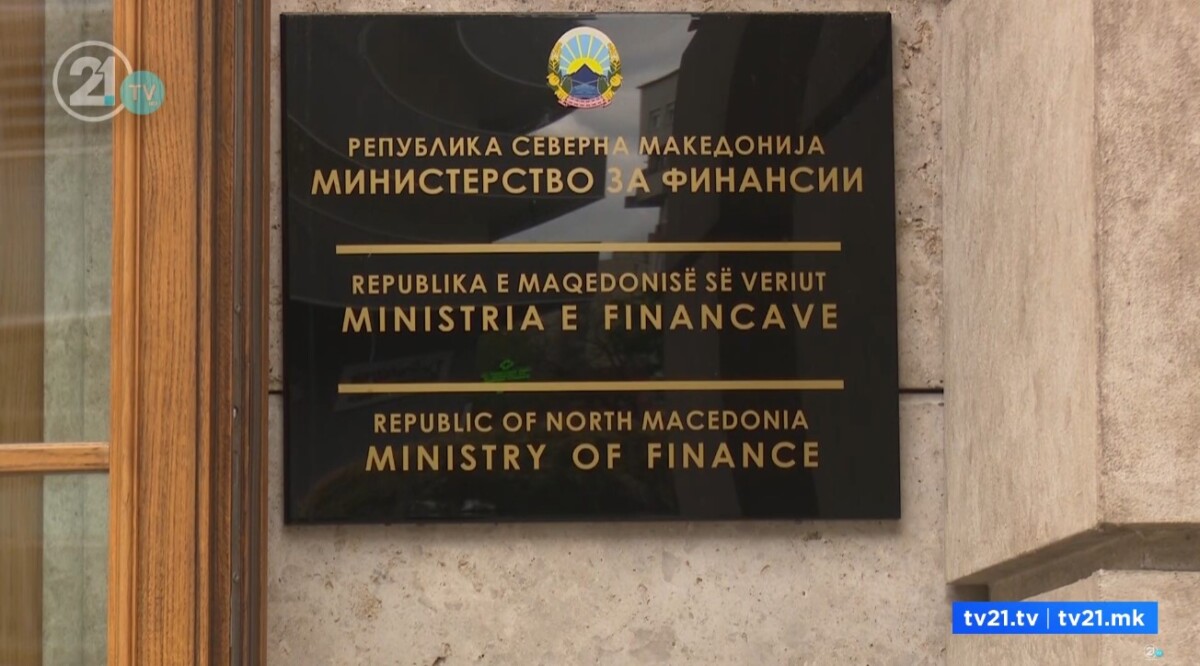 21 TV
РЕПУБЛИКА СЕВЕРНА МАКЕДОНИЈА
МИНИСТЕРСТВО ЗА ФИНАНСИИ
REPUBLIKA E MAQEDONISË SË VERIUT
MINISTRIA E FINANCAVE
REPUBLIC OF NORTH MACEDONIA
MINISTRY OF FINANCE
tv21.tv | tv21.mk
21